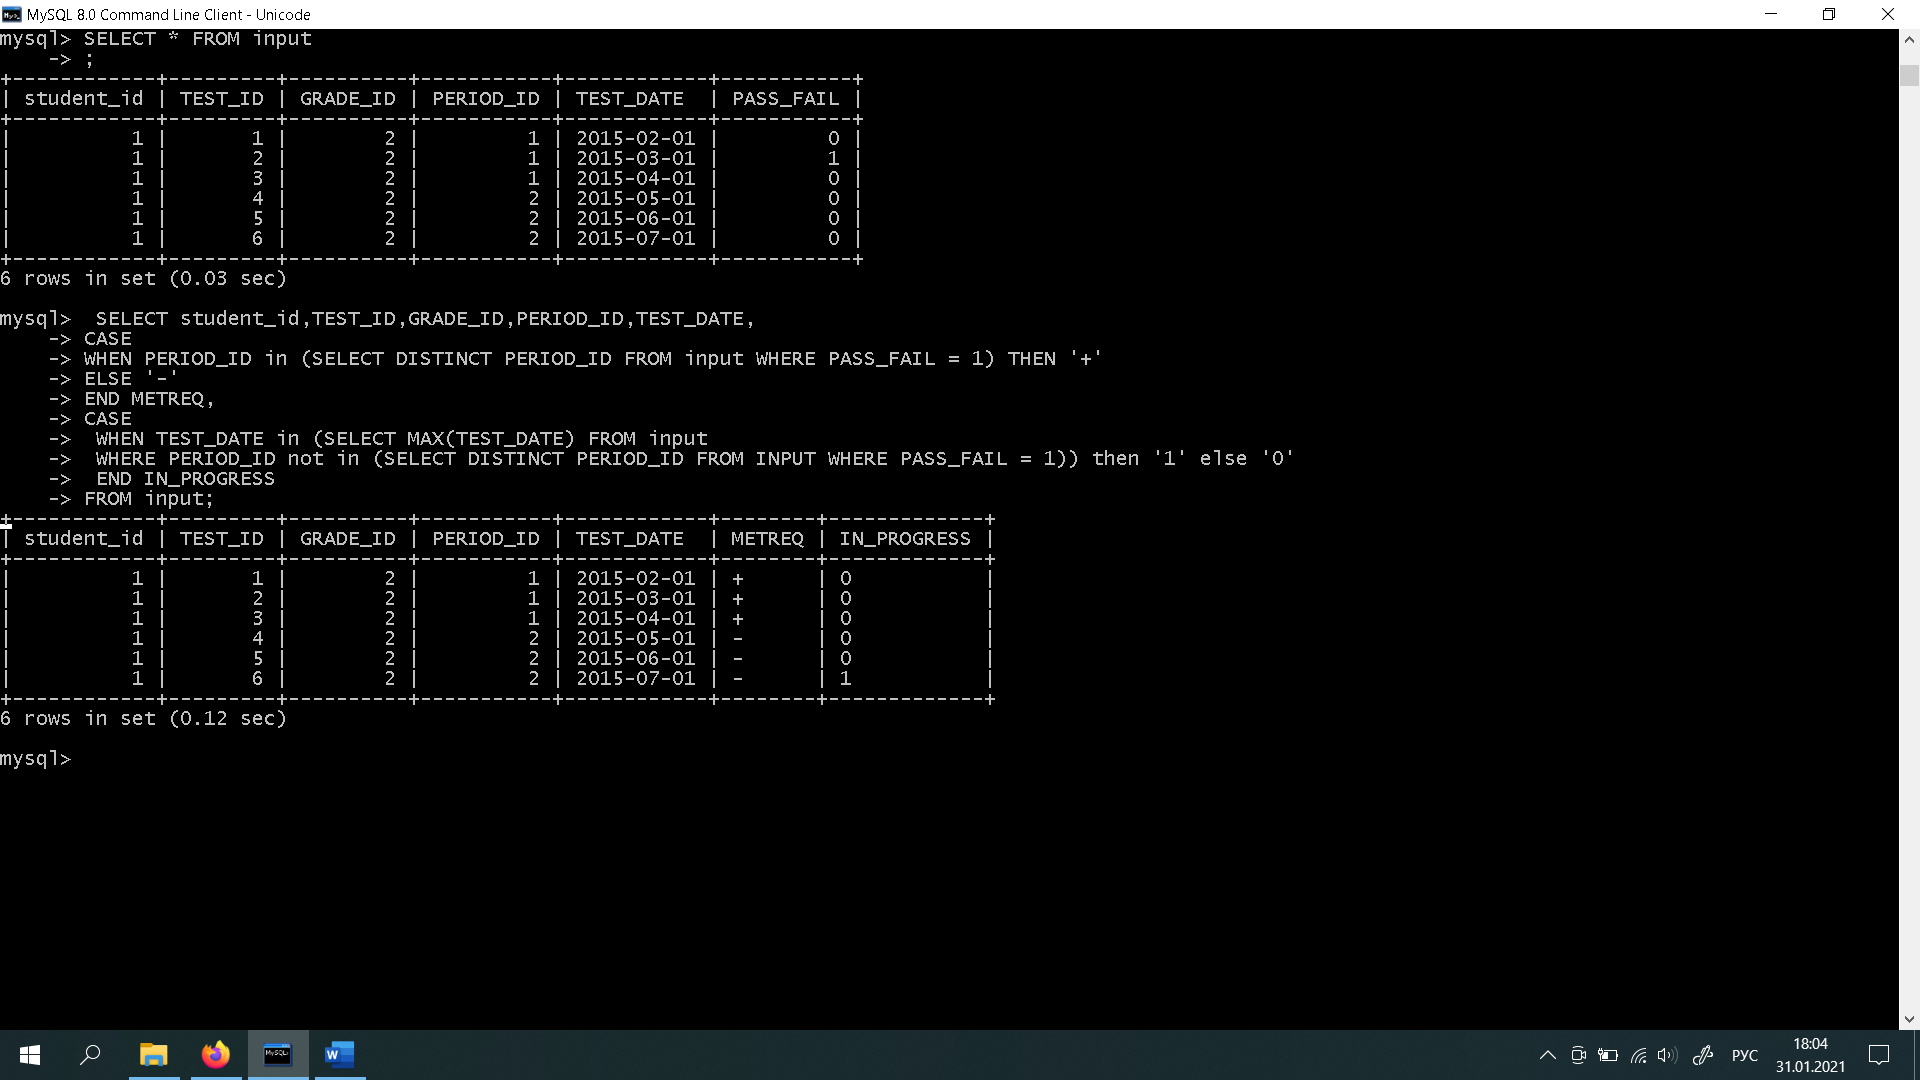 MySQL 8.0 Command Line Client - Unicode
mysql> SELECT * FROM input
    -> ;
+------------+---------+----------+-----------+------------+-----------+
| student_id | TEST_ID | GRADE_ID | PERIOD_ID | TEST_DATE  | PASS_FAIL |
+------------+---------+----------+-----------+------------+-----------+
|          1 |       1 |        2 |         1 | 2015-02-01 |         0 |
|          1 |       2 |        2 |         1 | 2015-03-01 |         1 |
|          1 |       3 |        2 |         1 | 2015-04-01 |         0 |
|          1 |       4 |        2 |         2 | 2015-05-01 |         0 |
|          1 |       5 |        2 |         2 | 2015-06-01 |         0 |
|          1 |       6 |        2 |         2 | 2015-07-01 |         0 |
+------------+---------+----------+-----------+------------+-----------+
6 rows in set (0.03 sec)
mysql>  SELECT student_id,TEST_ID,GRADE_ID,PERIOD_ID,TEST_DATE,
    -> CASE
    -> WHEN PERIOD_ID in (SELECT DISTINCT PERIOD_ID FROM input WHERE PASS_FAIL = 1) THEN '+'
    -> ELSE '-'
    -> END METREQ,
    -> CASE
    ->  WHEN TEST_DATE in (SELECT MAX(TEST_DATE) FROM input
    ->  WHERE PERIOD_ID not in (SELECT DISTINCT PERIOD_ID FROM INPUT WHERE PASS_FAIL = 1)) then '1' else '0'
    ->  END IN_PROGRESS
    -> FROM input;
+------------+---------+----------+-----------+------------+--------+-------------+
| student_id | TEST_ID | GRADE_ID | PERIOD_ID | TEST_DATE  | METREQ | IN_PROGRESS |
+------------+---------+----------+-----------+------------+--------+-------------+
|          1 |       1 |        2 |         1 | 2015-02-01 | +      | 0           |
|          1 |       2 |        2 |         1 | 2015-03-01 | +      | 0           |
|          1 |       3 |        2 |         1 | 2015-04-01 | +      | 0           |
|          1 |       4 |        2 |         2 | 2015-05-01 | -      | 0           |
|          1 |       5 |        2 |         2 | 2015-06-01 | -      | 0           |
|          1 |       6 |        2 |         2 | 2015-07-01 | -      | 1           |
+------------+---------+----------+-----------+------------+--------+-------------+
6 rows in set (0.12 sec)
mysql>
РУС
18:04
31.01.2021